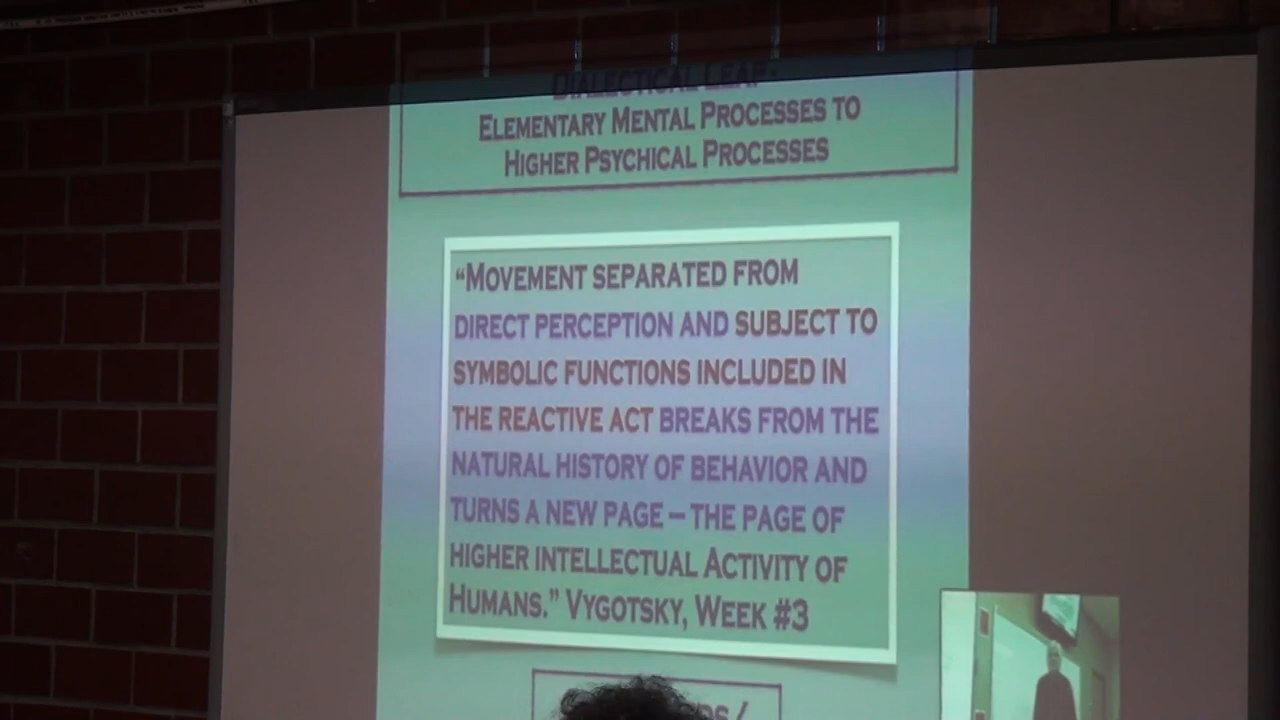 DIALECTICAL LEAP:
ELEMENTARY MENTAL PROCESSES TO
HIGHER PSYCHICAL PROCESSES
“MOVEMENT SEPARATED FROM
DIRECT PERCEPTION AND SUBJECT TO
SYMBOLIC FUNCTIONS INCLUDED IN
THE REACTIVE ACT BREAKS FROM THE
NATURAL HISTORY OF BEHAVIOR AND
TURNS A NEW PAGE – THE PAGE OF
HIGHER INTELLECTUAL ACTIVITY OF
HUMANS.” VYGOTSKY, WEEK #3